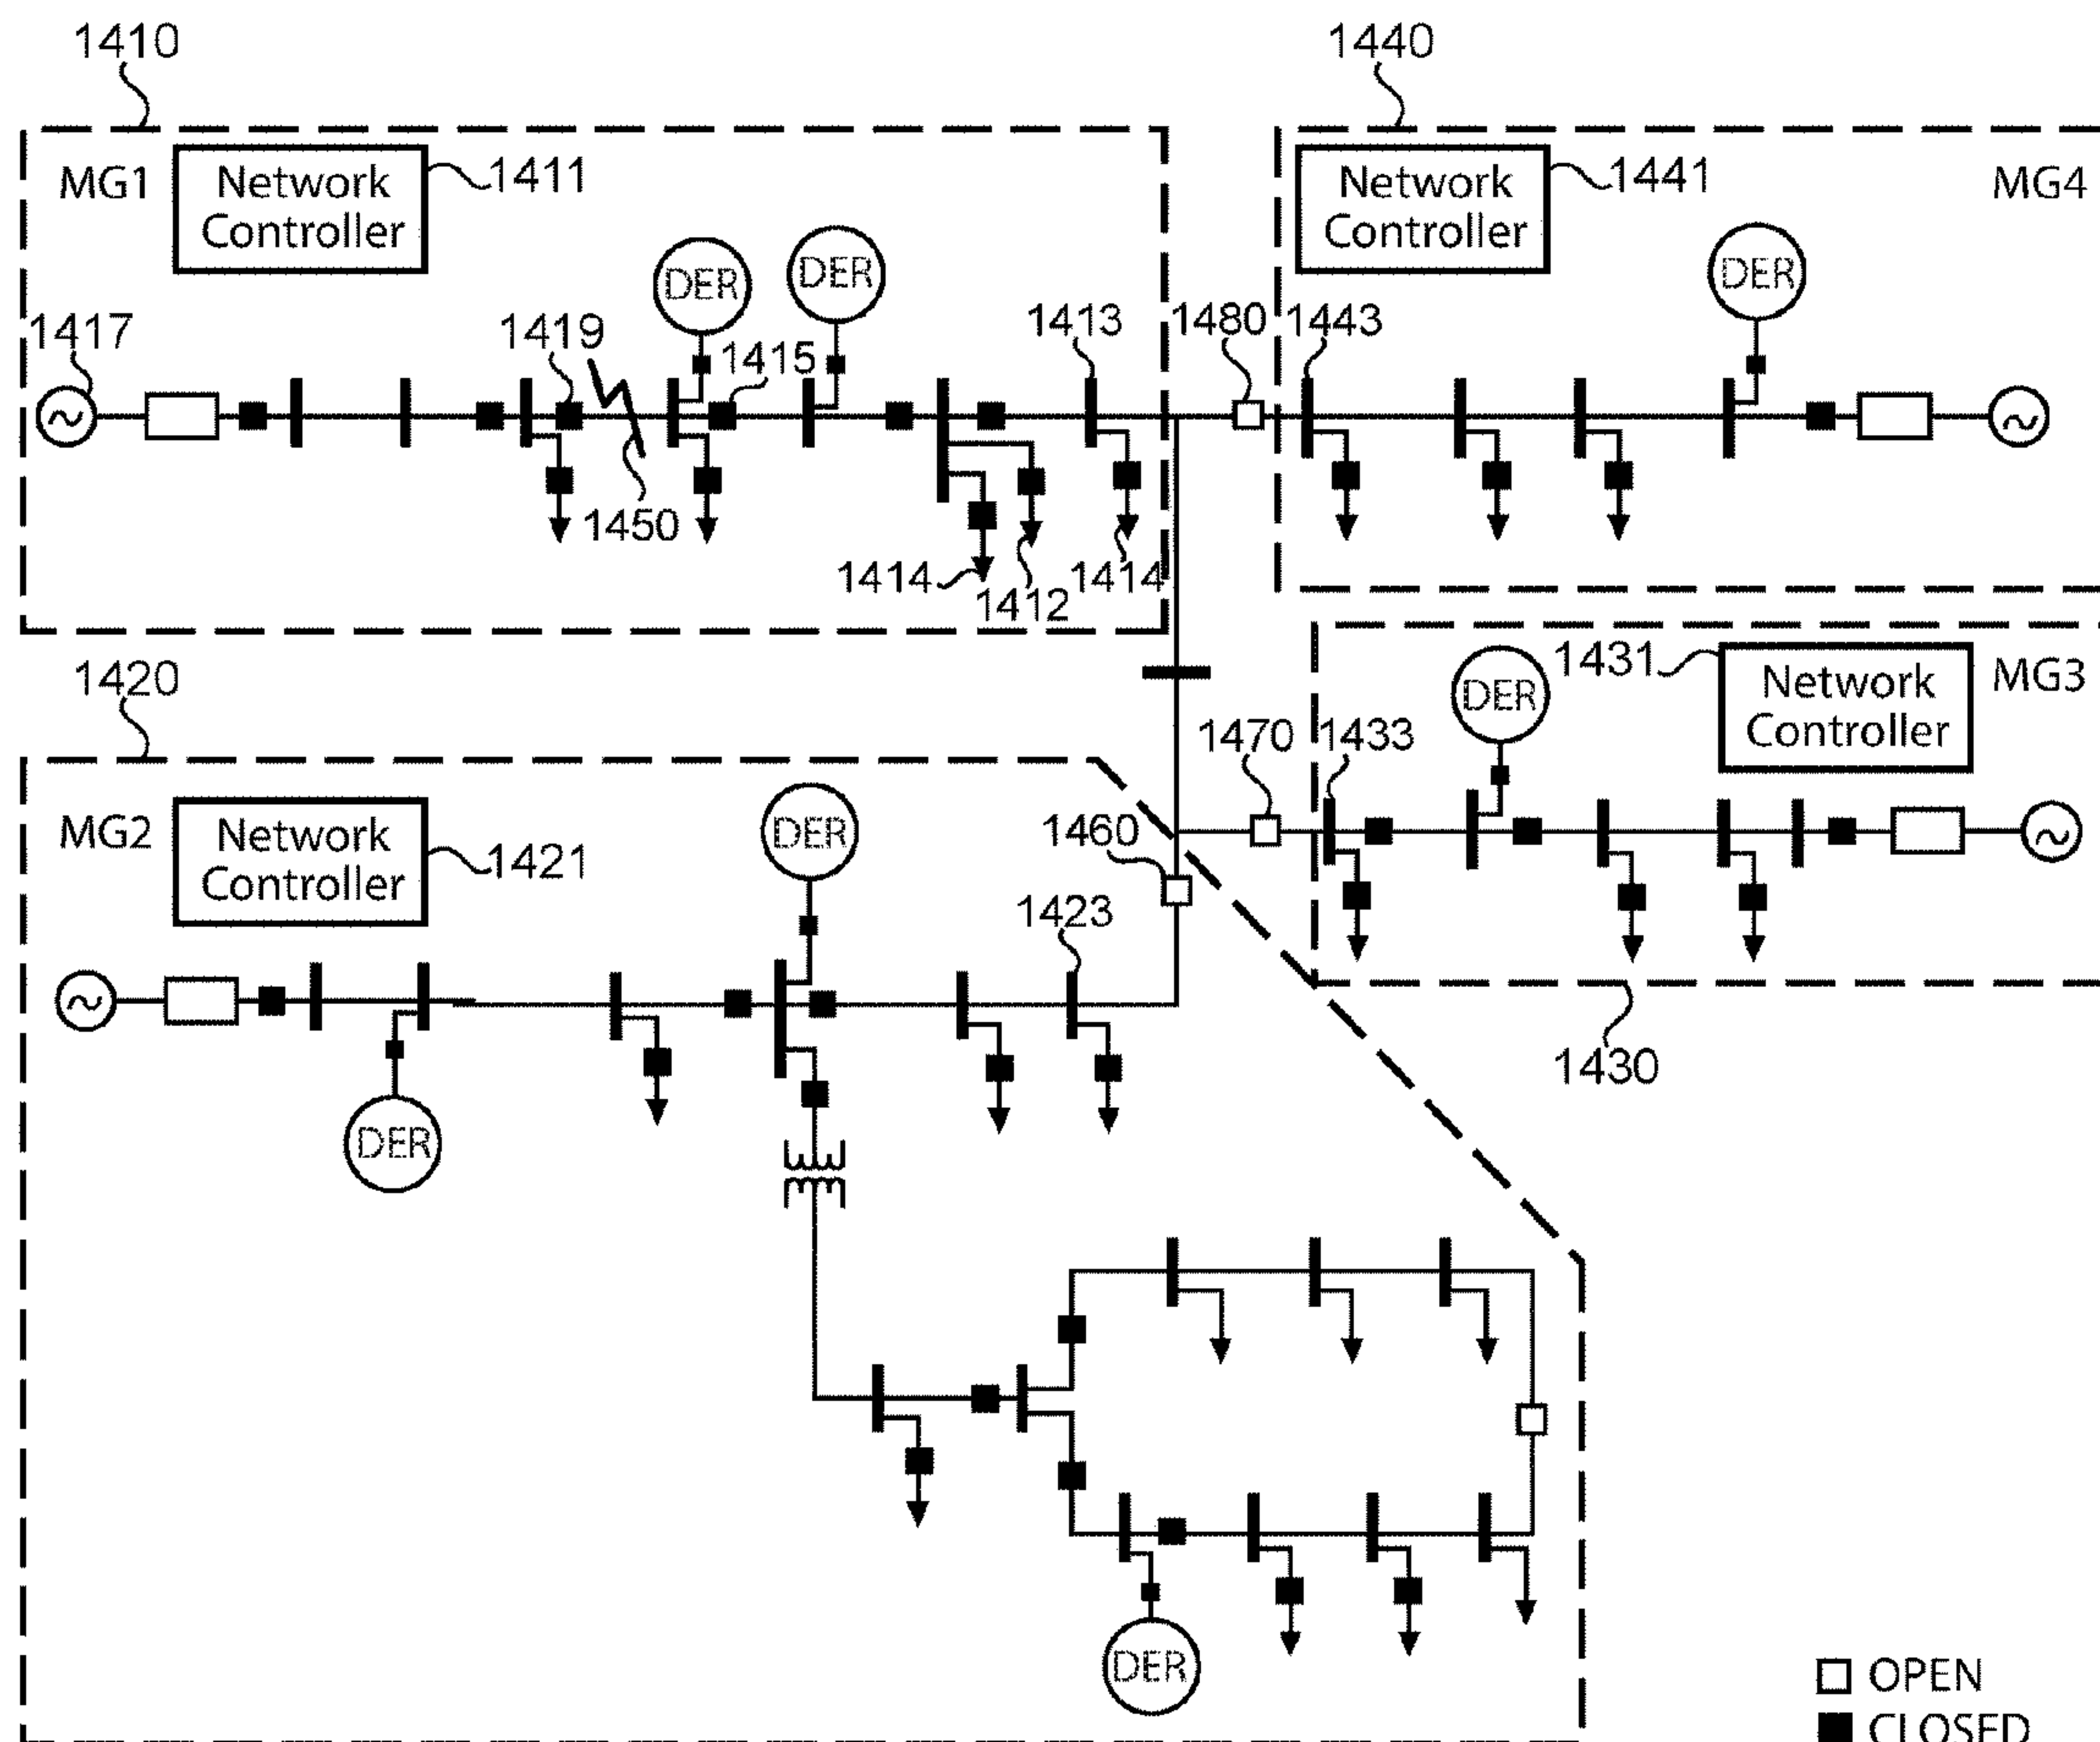 1410
1440
MG1
Network
Controller
1411
Network
Controller
1441
MG4
DER
DER
DER
1417
1419
1415
1413
1480
1443
1450
1414
1412
1414
1420
1431
Network
Controller
MG3
DER
1470
1433
MG2
Network
Controller
1421
DER
1460
1423
1430
DER
DER
OPEN
CLOSED